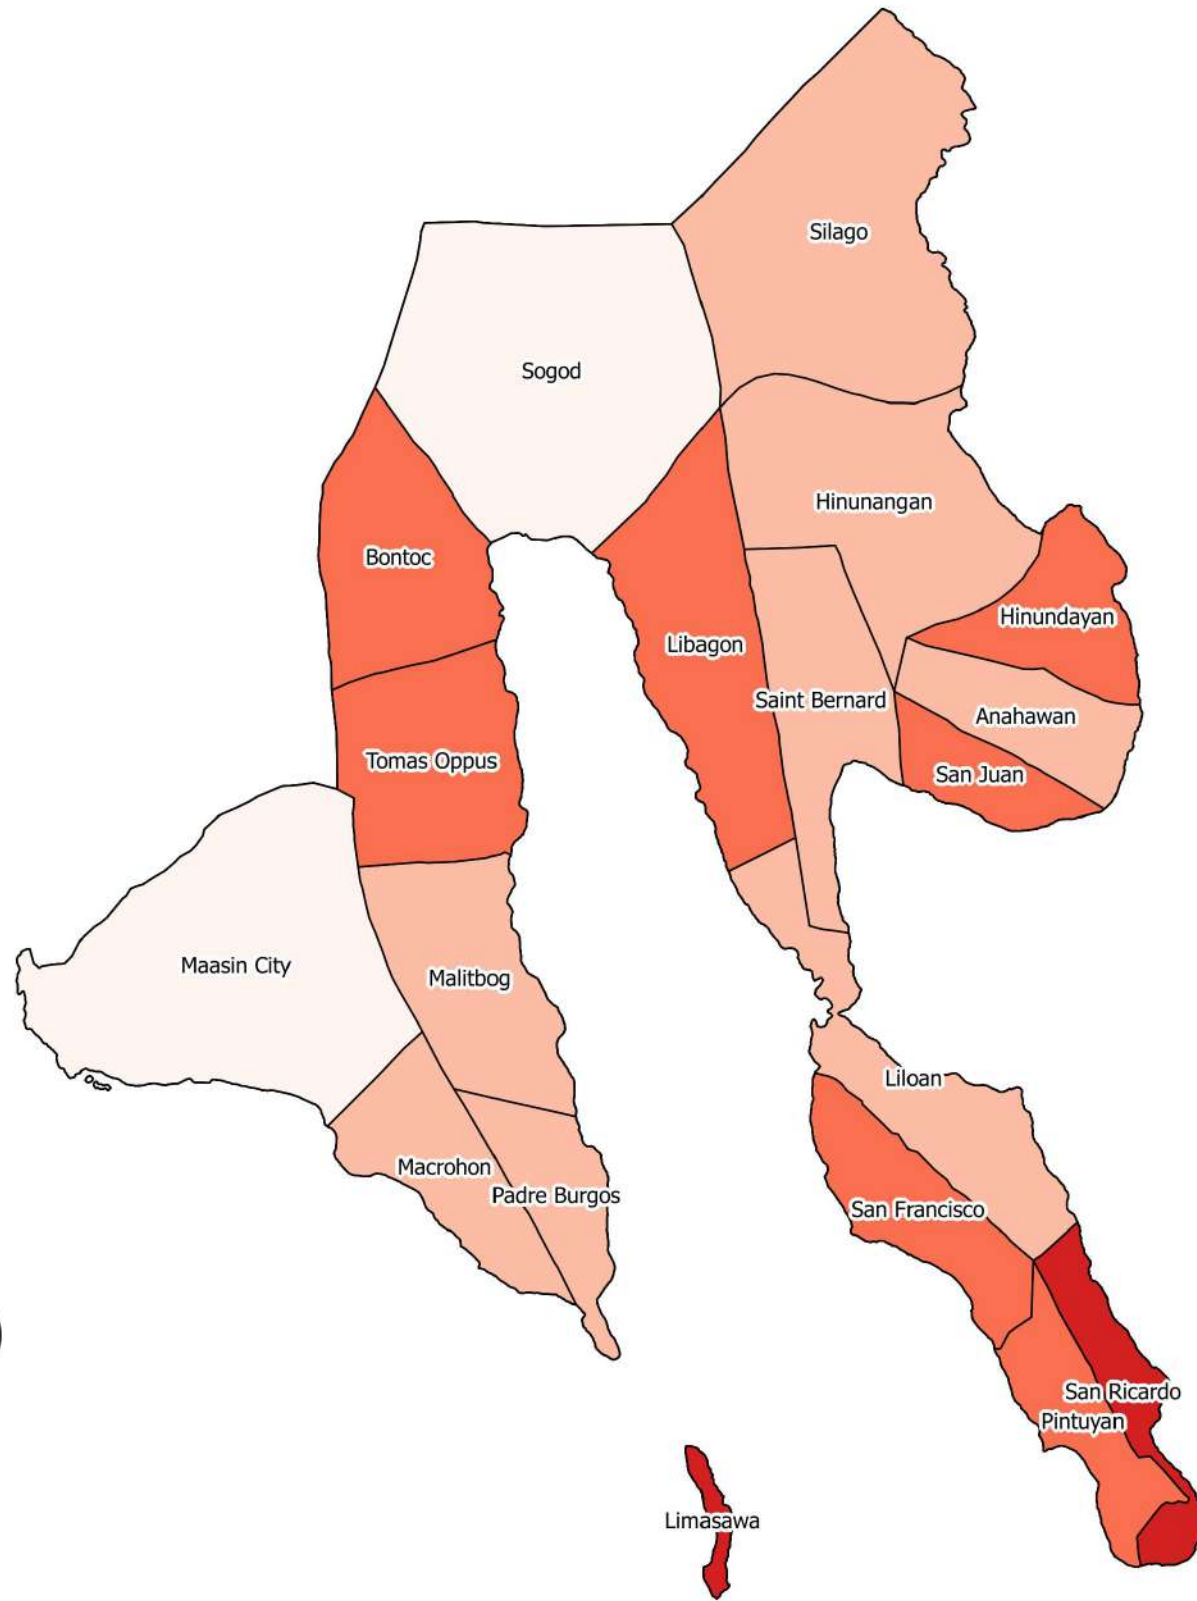 Silago
Sogod
Hinunangan
Bontoc
Hinundayan
Libagon
Saint Bernard
Anahawan
Tomas Oppus
San Juan
Maasin City
Malitbog
Liloan
Macrohon
Padre Burgos
San Francisco
San Ricardo
Pintuyan
Limasawa